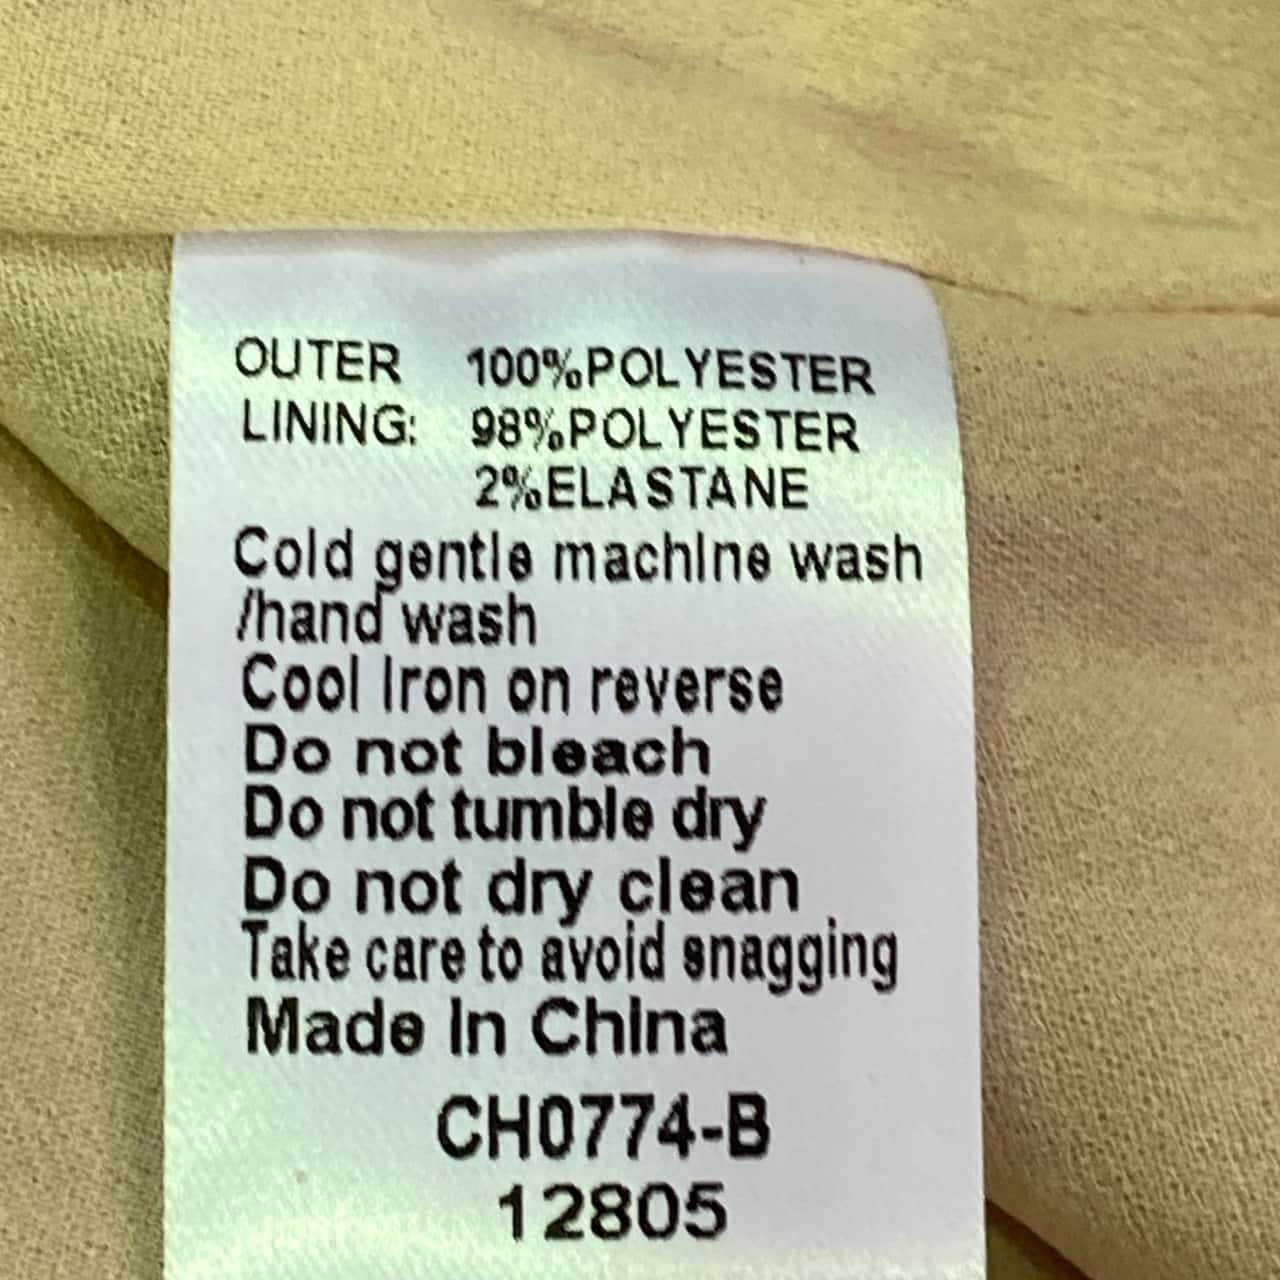 OUTER 100%POLYESTER
LINING: 98%POLYESTER
2%ELASTANE
Cold gentle machine wash
/hand wash
Cool Iron on reverse
Do not bleach
Do not tumble dry
Do not dry clean
Take care to avoid snagging
Made In China
CH0774-B
12805